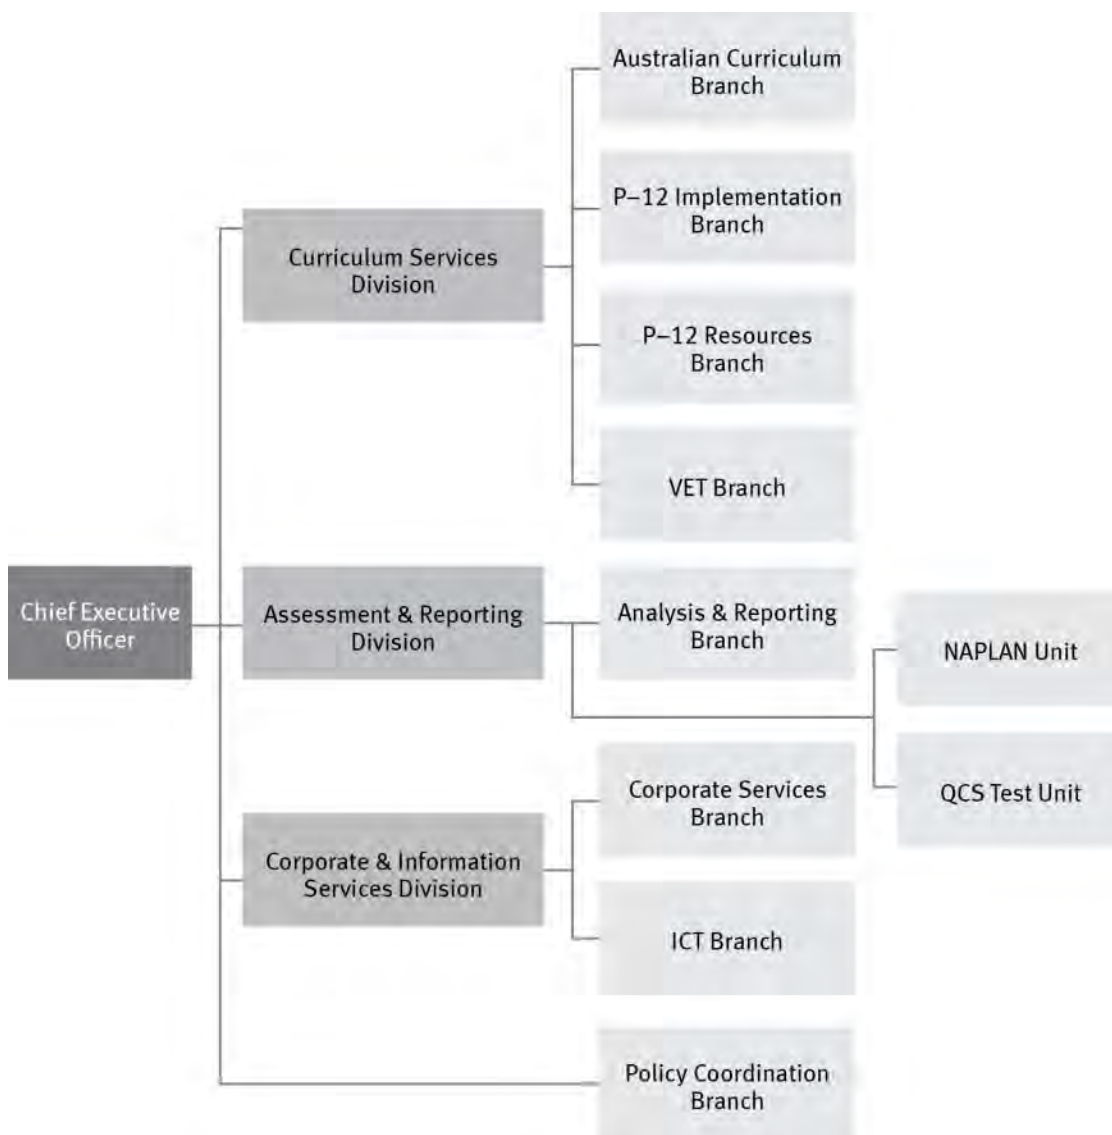 Australian Curriculum
Branch
P–12 Implementation
Branch
Curriculum Services
Division
P–12 Resources
Branch
VET Branch
Chief Executive
Officer
Assessment & Reporting
Division
Analysis & Reporting
Branch
NAPLAN Unit
QCS Test Unit
Corporate Services
Branch
Corporate & Information
Services Division
ICT Branch
Policy Coordination
Branch